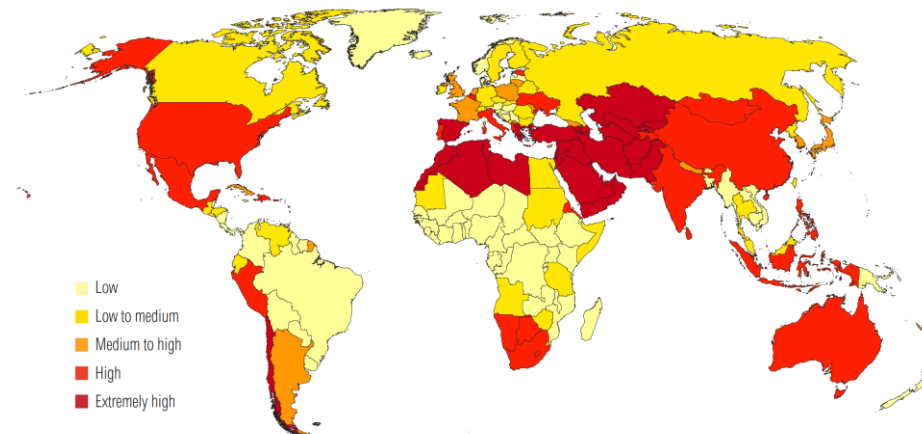 Low
Low to medium
Medium to high
High
Extremely high